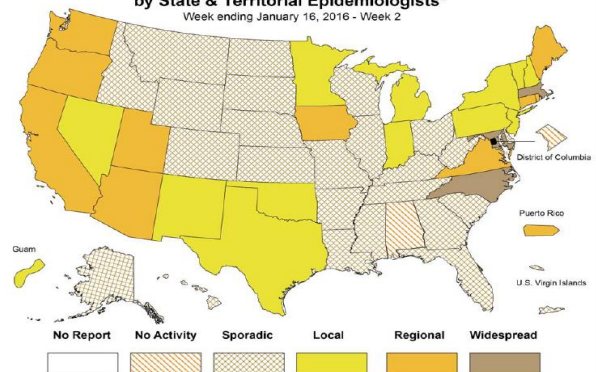 by State & Territorial Epidemiologists
Week ending January 16, 2016 - Week 2
District of Columbia
Puerto Rico
Guam
U.S. Virgin Islands
No Report No Activity Sporadic Local Regional Widespread